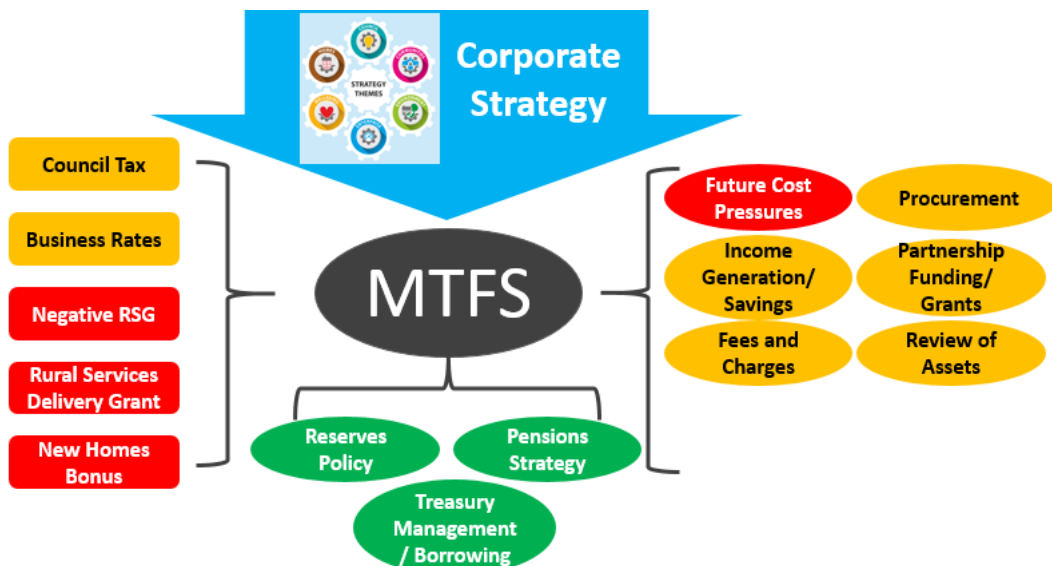 Corporate
Strategy
STRATEGY
THEMES
Council Tax
Business Rates
Negative RSG
Rural Services
Delivery Grant
New Homes
Bonus
MTFS
Future Cost
Pressures
Procurement
Income
Generation/
Savings
Partnership
Funding/
Grants
Fees and
Charges
Review of
Assets
Reserves
Policy
Pensions
Strategy
Treasury
Management
/ Borrowing